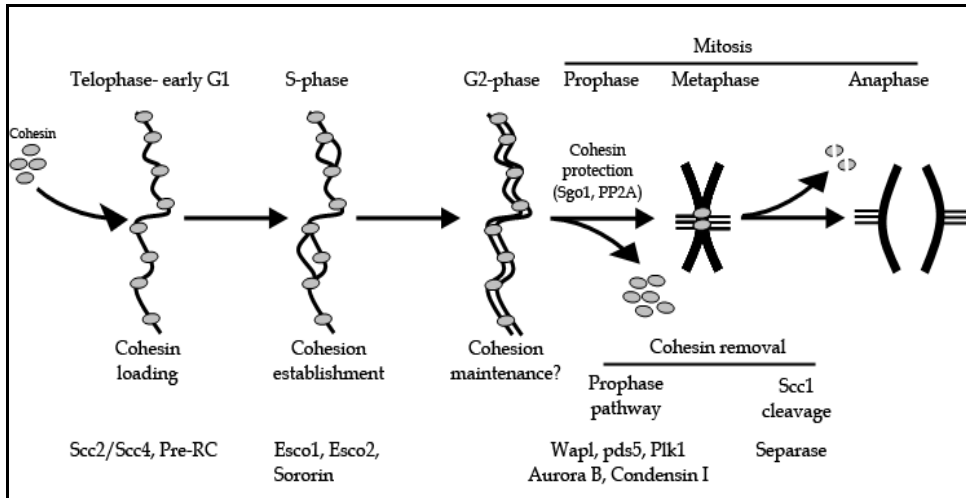 Mitosis
Telophase- early G1
S-phase
G2-phase
Prophase
Metaphase
Anaphase
Cohesin
Cohesin
protection
(Sgo1, PP2A)
Cohesin
loading
Cohesion
establishment
Cohesion
maintenance?
Cohesin removal
Prophase
pathway
Scc1
cleavage
Scc2/Scc4, Pre-RC
Esco1, Esco2,
Sororin
Wapl, pds5, Plk1
Aurora B, Condensin I
Separase